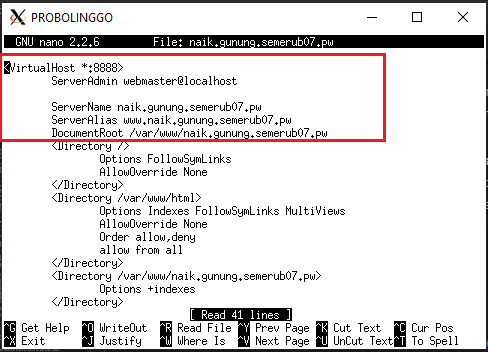 PROBOLINGGO
GNU nano 2.2.6 File: naik.gunung.semerub07.pw
<VirtualHost *:8888>
ServerAdmin webmaster@localhost
ServerName naik.gunung.semerub07.pw
ServerAlias www.naik.gunung.semerub07.pw
DocumentRoot /var/www/naik.gunung.semerub07.pw
<Directory />
Options FollowSymLinks
AllowOverride None
</Directory>
<Directory /var/www/html>
Options Indexes FollowSymLinks MultiViews
AllowOverride None
Order allow,deny
allow from all
</Directory>
<Directory /var/www/naik.gunung.semerub07.pw>
Options +indexes
</Directory>
[ Read 41 lines ]
^G Get Help ^O WriteOut ^R Read File ^Y Prev Page ^K Cut Text ^C Cur Pos
^X Exit ^J Justify ^W Where Is ^V Next Page ^U UnCut Text ^T To Spell